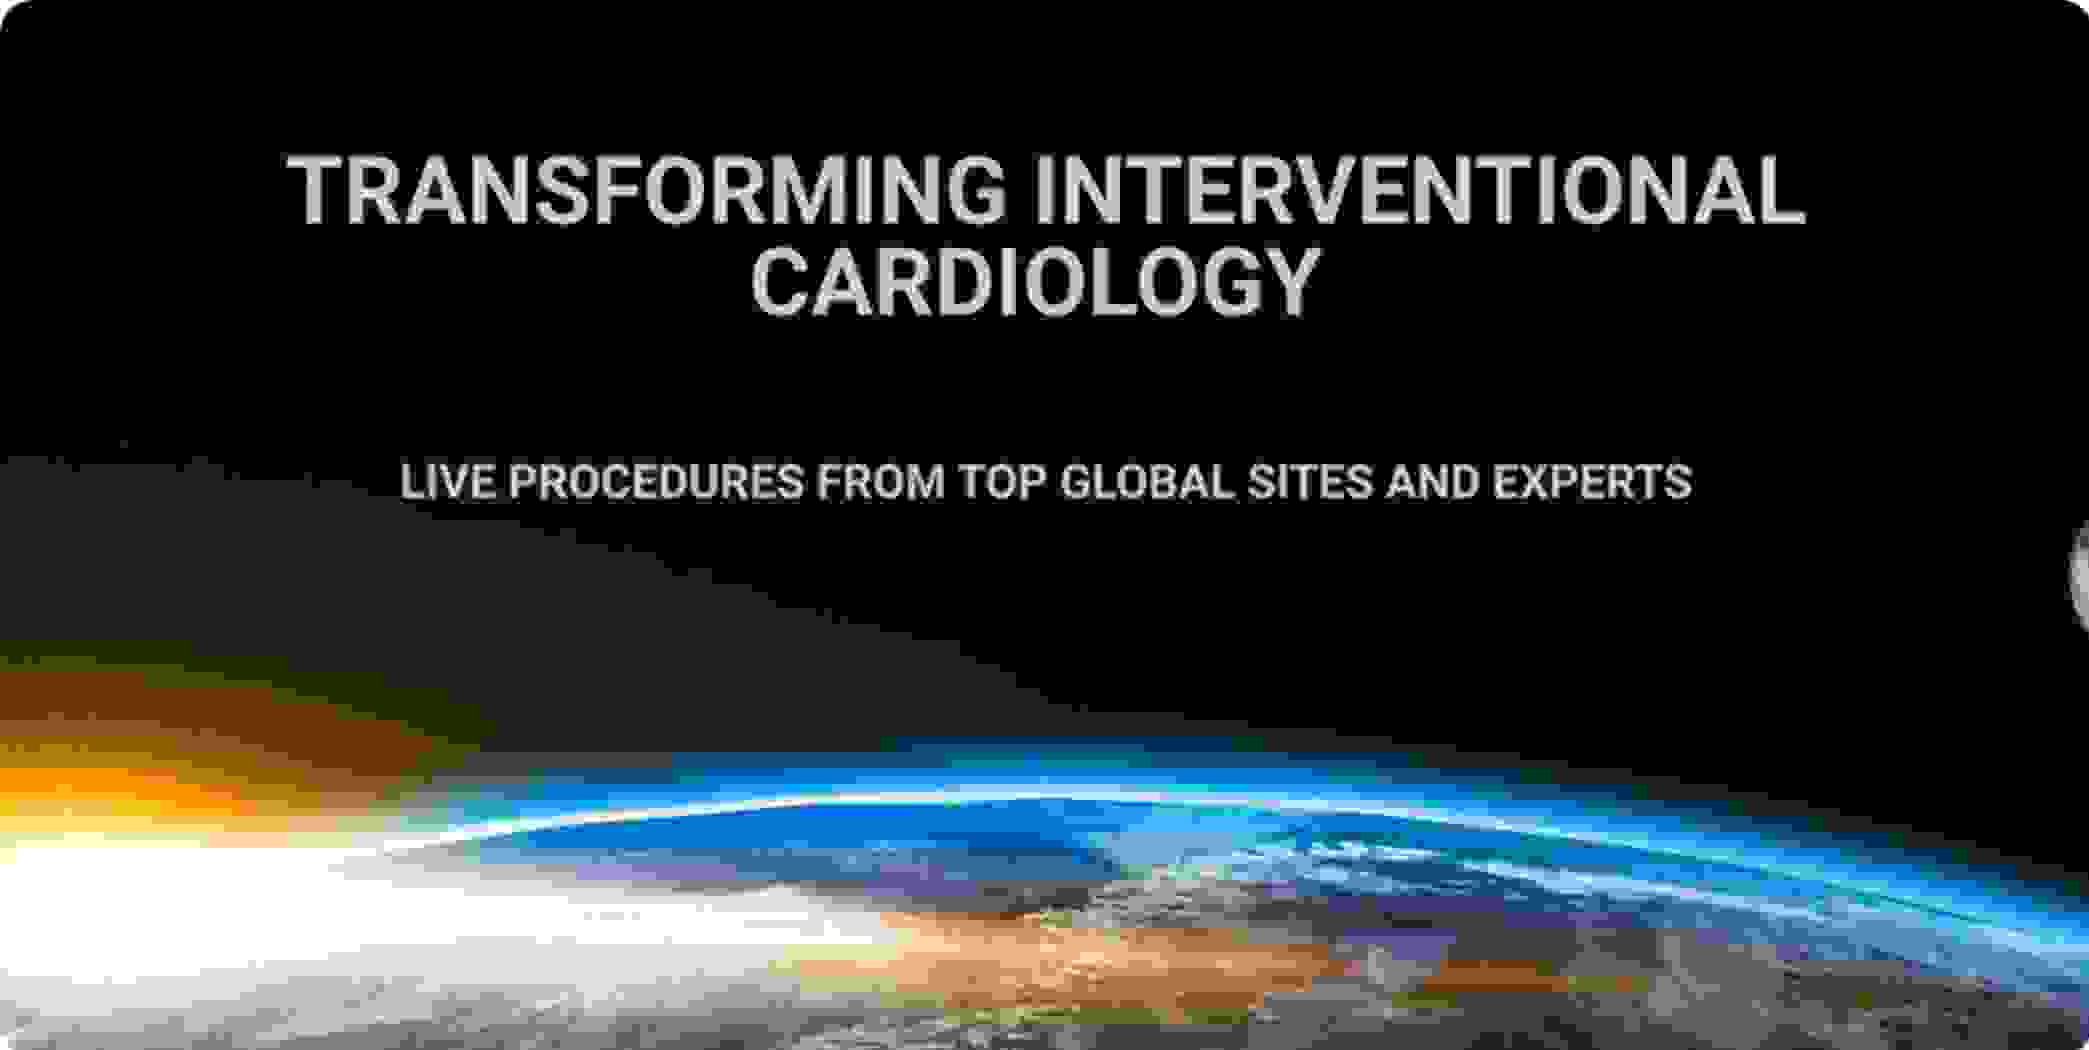 TRANSFORMING INTERVENTIONAL
CARDIOLOGY
LIVE PROCEDURES FROM TOP GLOBAL SITES AND EXPERTS